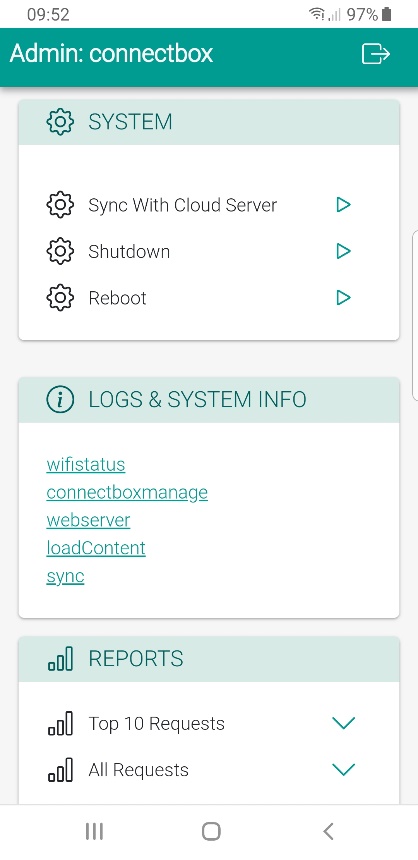 09:52
97%
Admin: connectbox
SYSTEM
Sync With Cloud Server
Shutdown
Reboot
LOGS & SYSTEM INFO
wifistatus
connectboxmanage
webserver
loadContent
sync
REPORTS
Top 10 Requests
All Requests